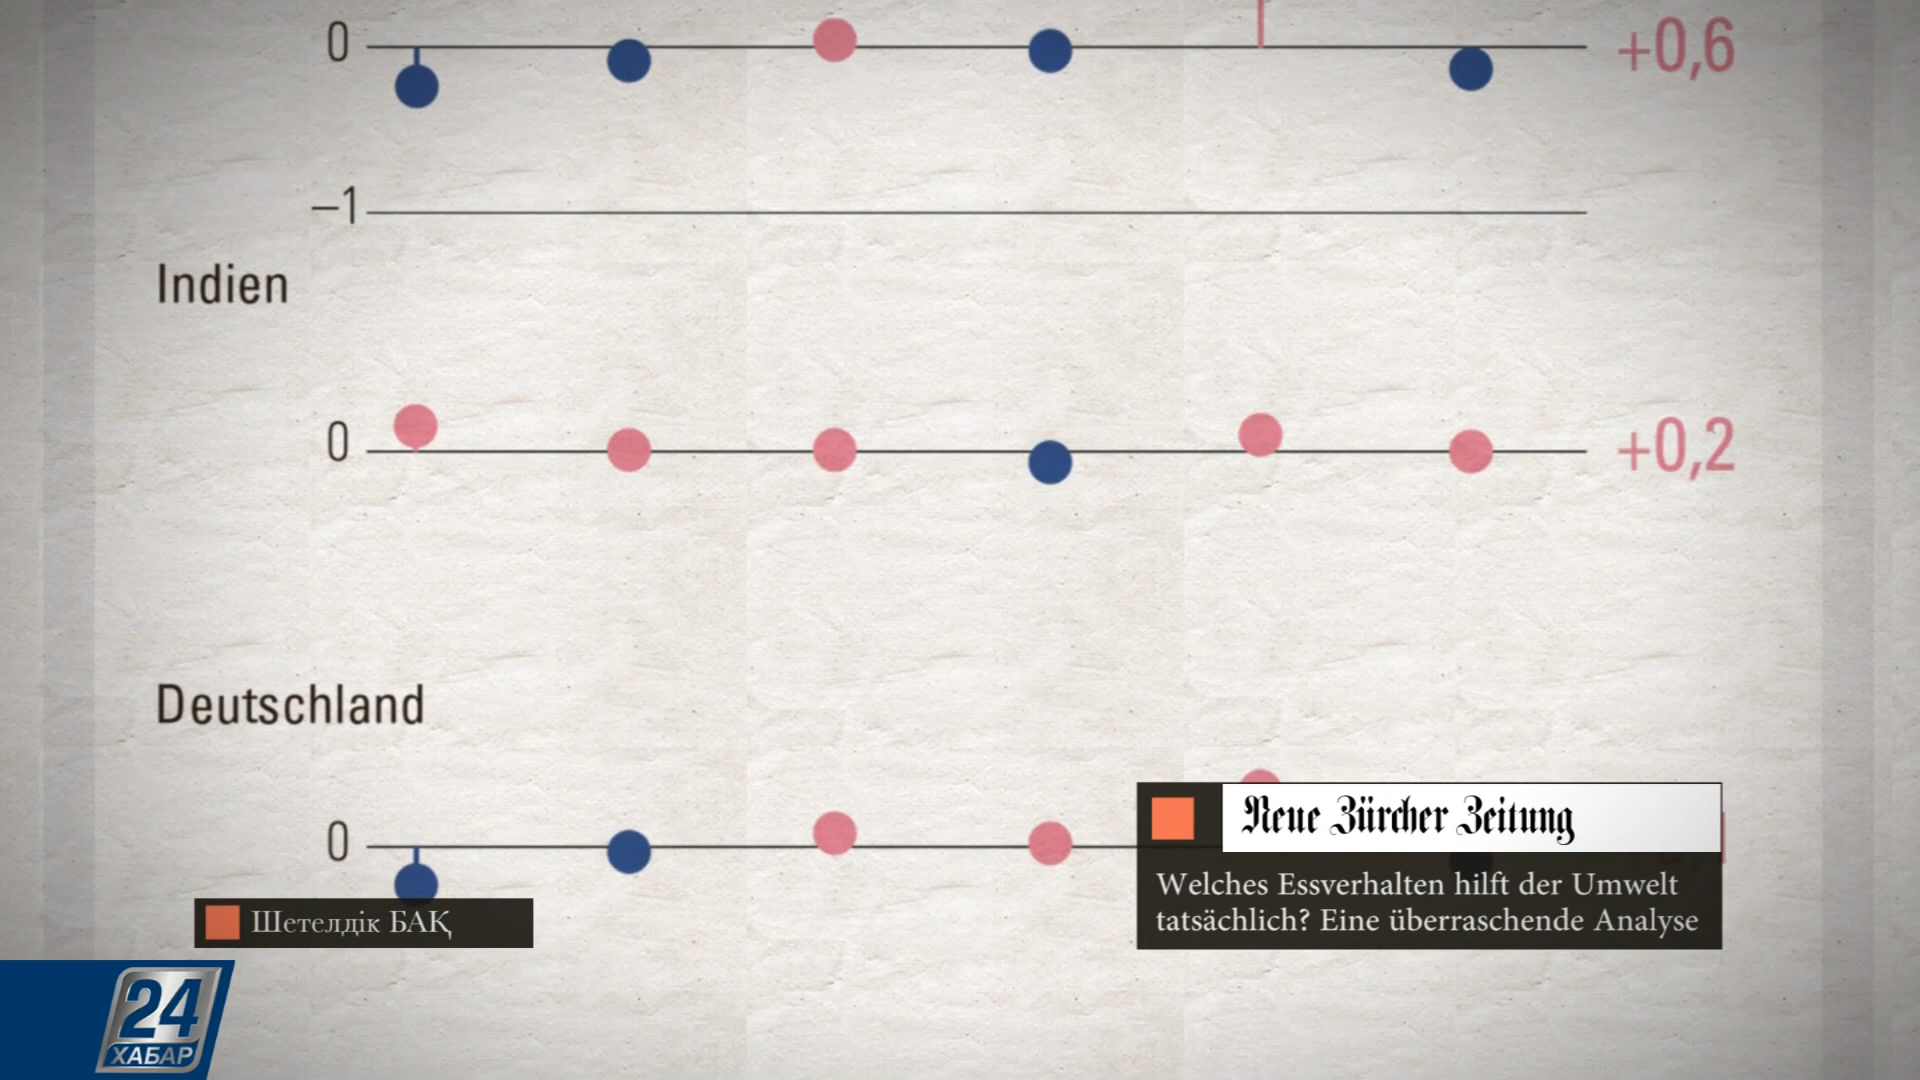 0
+0,6
–1
Indien
0
+0,2
Deutschland
0
Neue Zürcher Zeitung
Welches Essverhalten hilft der Umwelt
tatsächlich? Eine überraschende Analyse
Шетелдік БАҚ
24
ХАБАР